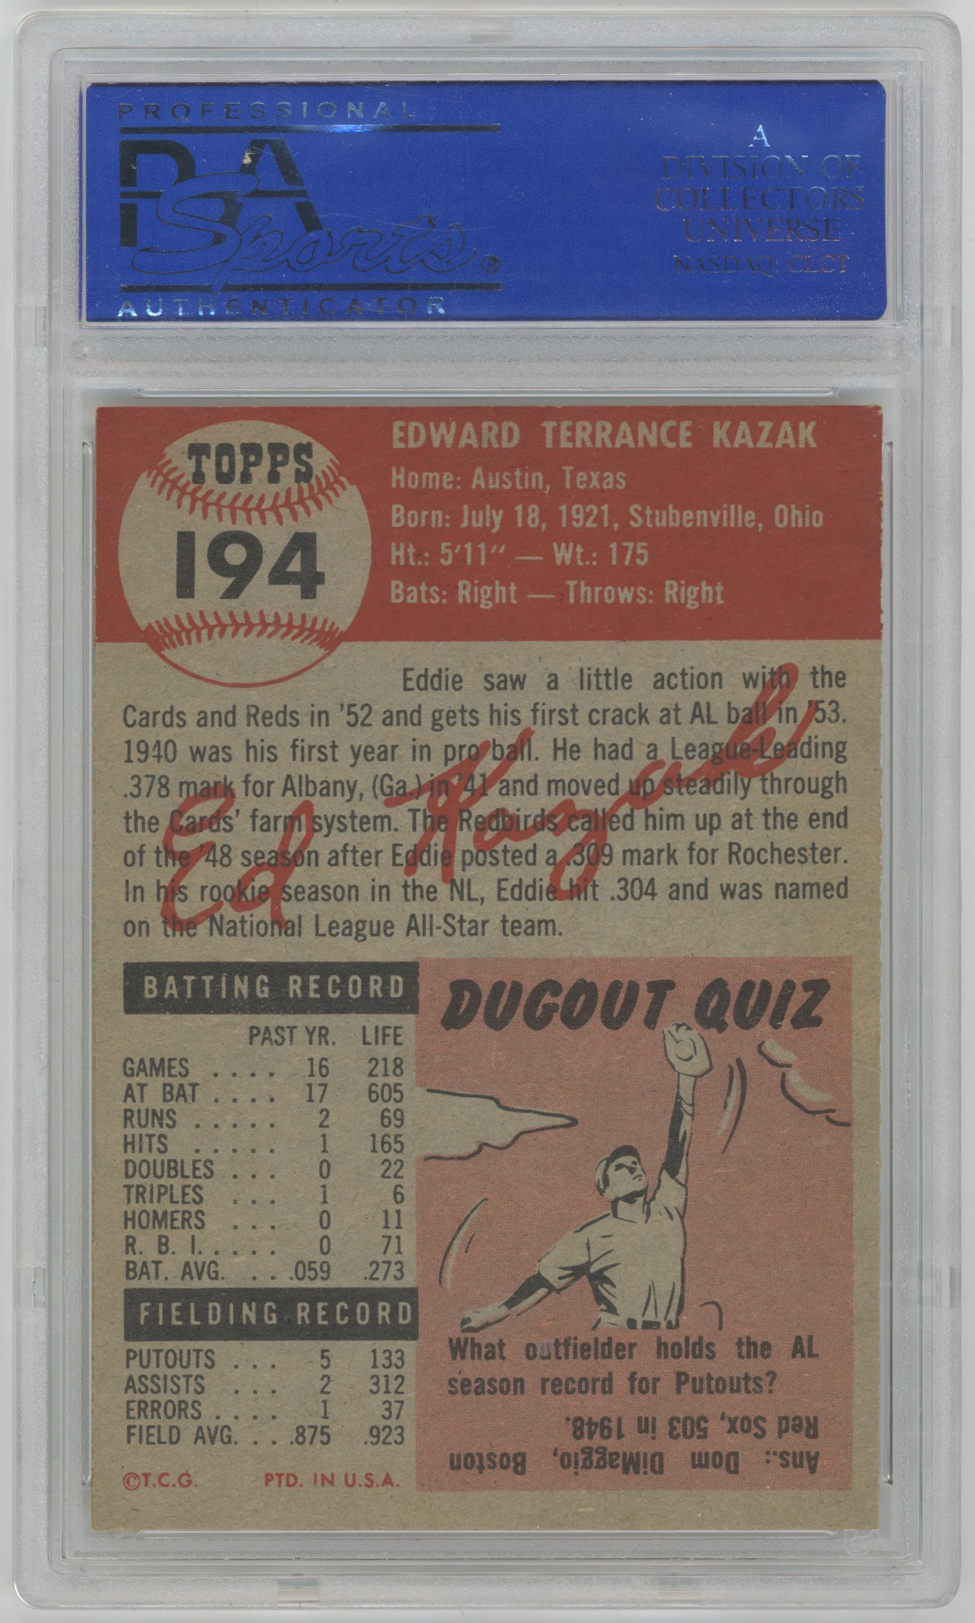 PROFESSIONAL
PSA
Sports®
AUTHENTICATOR
A
DIVISION OF
COLLECTORS
UNIVERSE
NASDAQ: CLCT
TOPPS
194
EDWARD TERRANCE KAZAK
Home: Austin, Texas
Born: July 18, 1921, Stubenville, Ohio
Ht.: 5'11" — Wt.: 175
Bats: Right — Throws: Right
Eddie saw a little action with the
Cards and Reds in '52 and gets his first crack at AL ball in '53.
1940 was his first year in pro ball. He had a League-Leading
.378 mark for Albany, (Ga.) in '41 and moved up steadily through
the Cards' farm system. The Redbirds called him up at the end
of the '48 season after Eddie posted a .309 mark for Rochester.
In his rookie season in the NL, Eddie hit .304 and was named
on the National League All-Star team.
Ed Kazak
BATTING RECORD
PAST YR. LIFE
GAMES .... 16 218
AT BAT .... 17 605
RUNS ..... 2 69
HITS ..... 1 165
DOUBLES ... 0 22
TRIPLES ... 1 6
HOMERS ... 0 11
R. B. I. .... 0 71
BAT. AVG. ... .059 .273
FIELDING RECORD
PUTOUTS ... 5 133
ASSISTS ... 2 312
ERRORS .... 1 37
FIELD AVG. ... .875 .923
©T.C.G. PTD. IN U.S.A.
DUGOUT QUIZ
What outfielder holds the AL
season record for Putouts?
Ans.: Dom DiMaggio, Boston
Red Sox, 503 in 1948.